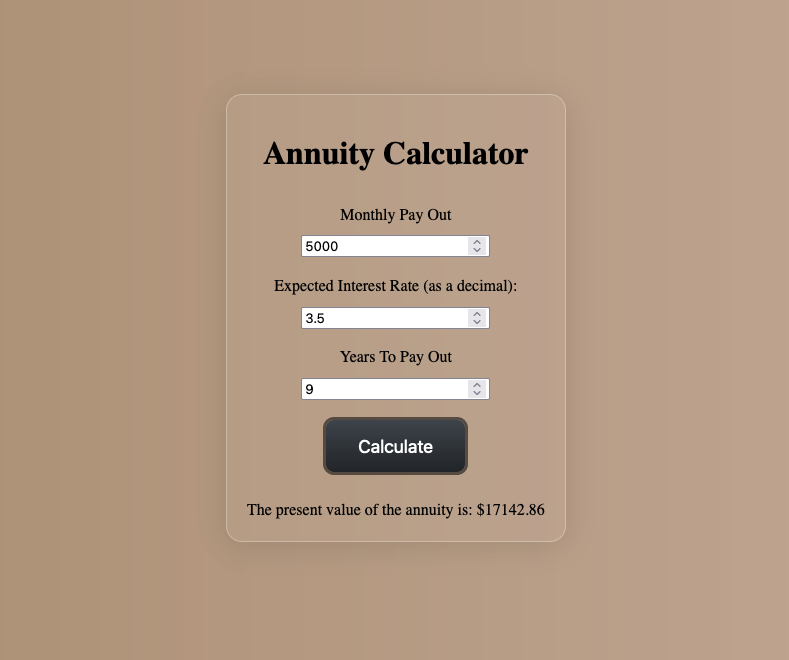 Annuity Calculator
Monthly Pay Out
5000
Expected Interest Rate (as a decimal):
3.5
Years To Pay Out
9
Calculate
The present value of the annuity is: $17142.86